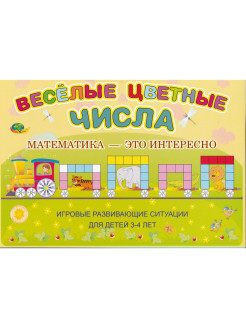 ВЕСЁЛЫЕ ЦВЕТНЫЕ
ЧИСЛА
МАТЕМАТИКА — ЭТО ИНТЕРЕСНО
ИГРОВЫЕ РАЗВИВАЮЩИЕ СИТУАЦИИ
ДЛЯ ДЕТЕЙ 3-4 ЛЕТ